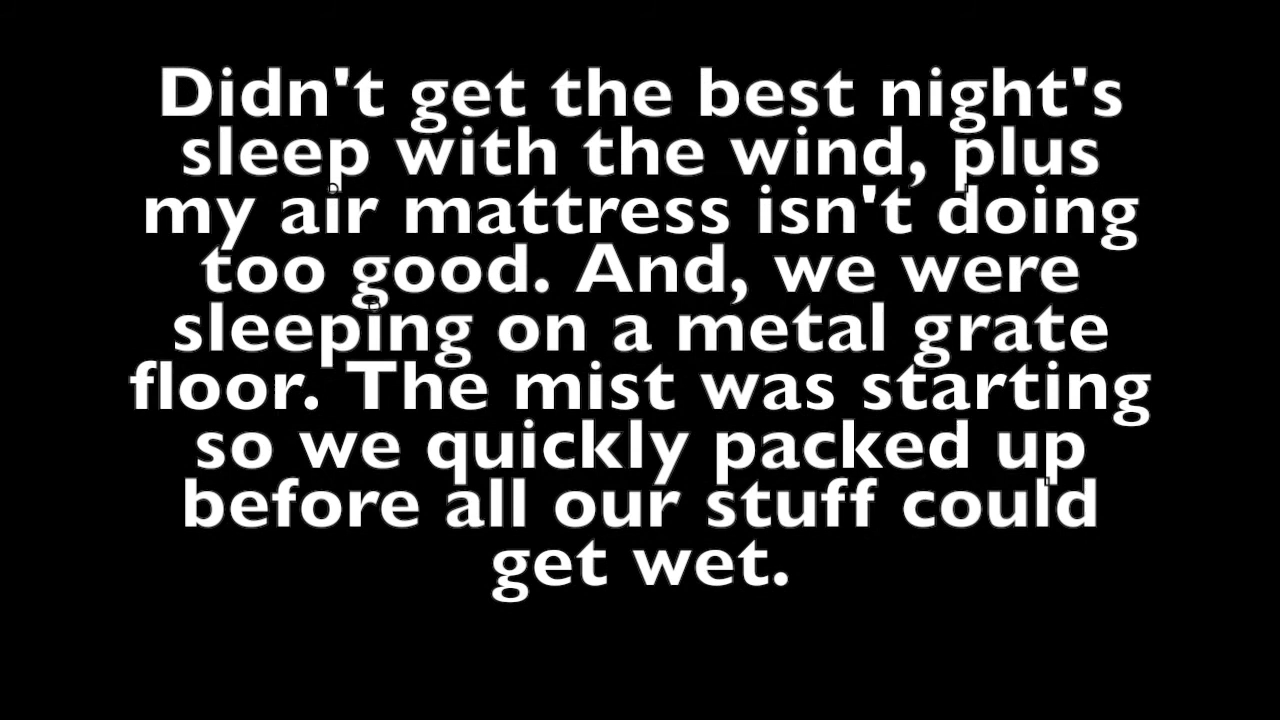 Didn't get the best night's
sleep with the wind, plus
my air mattress isn't doing
too good. And, we were
sleeping on a metal grate
floor. The mist was starting
so we quickly packed up
before all our stuff could
get wet.